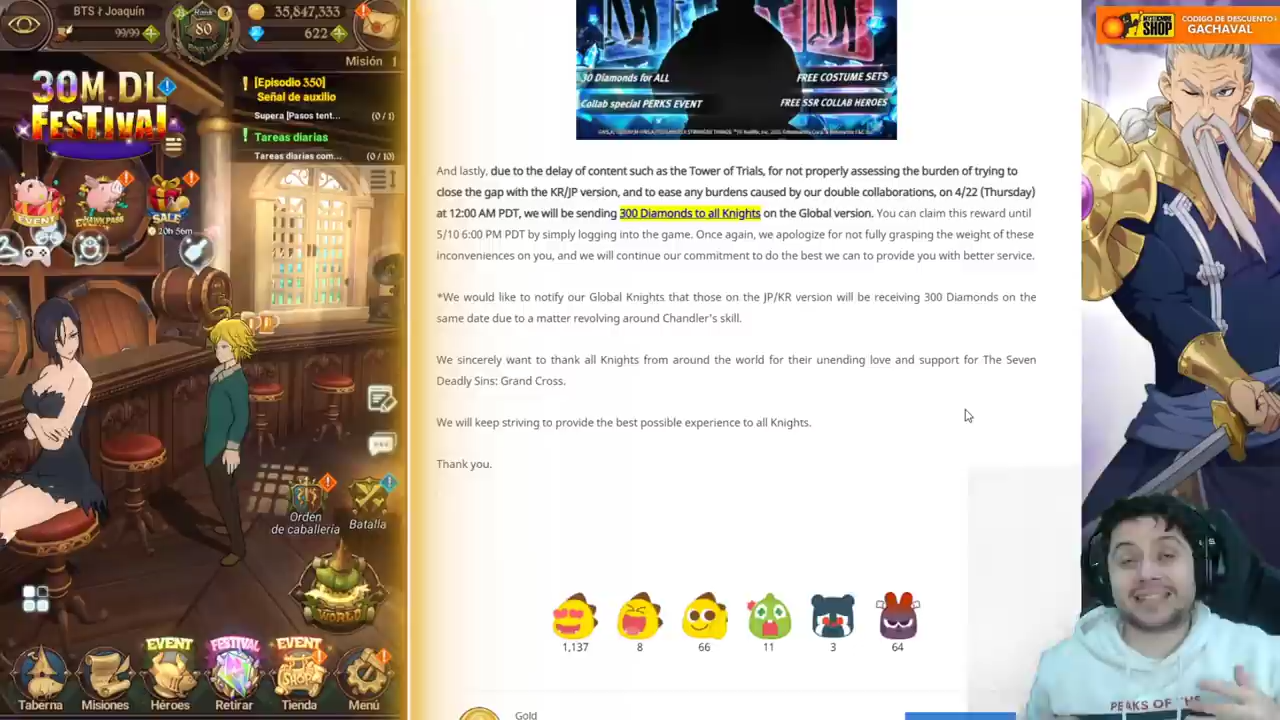 BTS ⸸ Joaquín
99/99
Rank
80
35,847,333
622
Misión
30M.DL
FESTIVAL
[Episodio 350]
Señal de auxilio
Supera [Pasos tent... (0 / 1)
Tareas diarias
Tareas diarias com... (0 / 10)
EVENT
HAWK PASS
SALE
20h 56m
Orden
de caballería
Batalla
WORLD
EVENT
FESTIVAL
EVENT
SHOP
Taberna
Misiones
Héroes
Retirar
Tienda
Menú
30 Diamonds for ALL
FREE COSTUME SETS
Collab special PERKS EVENT
FREE SSR COLLAB HEROES
And lastly, due to the delay of content such as the Tower of Trials, for not properly assessing the burden of trying to
close the gap with the KR/JP version, and to ease any burdens caused by our double collaborations, on 4/22 (Thursday)
at 12:00 AM PDT, we will be sending 300 Diamonds to all Knights on the Global version. You can claim this reward until
5/10 6:00 PM PDT by simply logging into the game. Once again, we apologize for not fully grasping the weight of these
inconveniences on you, and we will continue our commitment to do the best we can to provide you with better service.
*We would like to notify our Global Knights that those on the JP/KR version will be receiving 300 Diamonds on the
same date due to a matter revolving around Chandler's skill.
We sincerely want to thank all Knights from around the world for their unending love and support for The Seven
Deadly Sins: Grand Cross.
We will keep striving to provide the best possible experience to all Knights.
Thank you.
1,137
8
66
11
3
64
Gold
MYSTIQUE
SHOP
CODIGO DE DESCUENTO
GACHAVAL
PEAKS OF THE